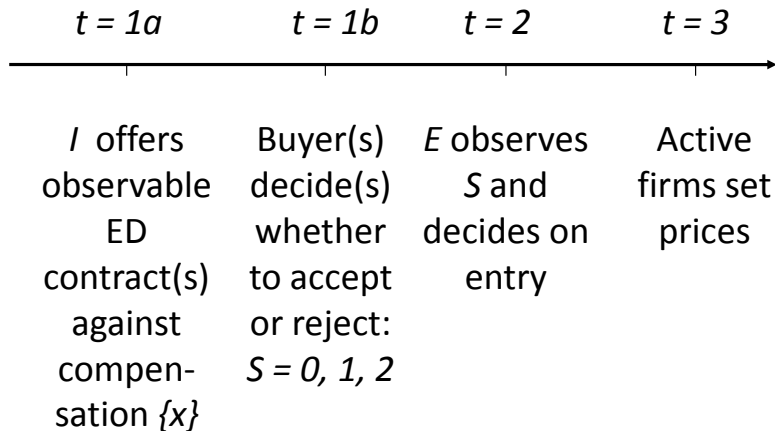 t = 1a t = 1b t = 2 t = 3
I offers
observable
ED
contract(s)
against
compen-
sation {x}
Buyer(s)
decide(s)
whether
to accept
or reject:
S = 0, 1, 2
E observes
S and
decides on
entry
Active
firms set
prices